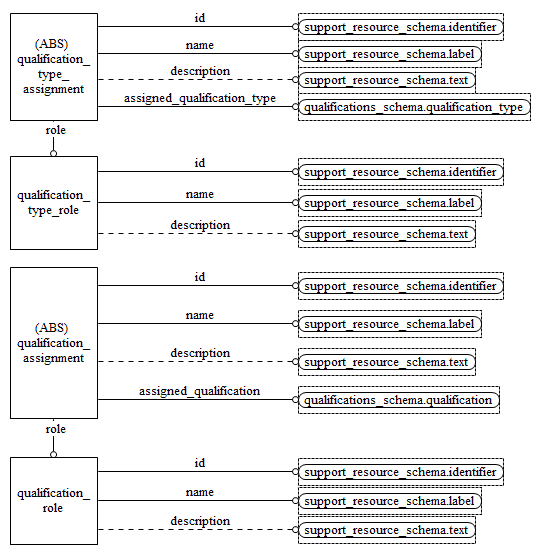 id
support_resource_schema.identifier
(ABS)
qualification_
type_
assignment
name
support_resource_schema.label
description
support_resource_schema.text
assigned_qualification_type
qualifications_schema.qualification_type
role
id
support_resource_schema.identifier
qualification_
type_role
name
support_resource_schema.label
description
support_resource_schema.text
id
support_resource_schema.identifier
(ABS)
qualification_
assignment
name
support_resource_schema.label
description
support_resource_schema.text
assigned_qualification
qualifications_schema.qualification
role
id
support_resource_schema.identifier
qualification_
role
name
support_resource_schema.label
description
support_resource_schema.text